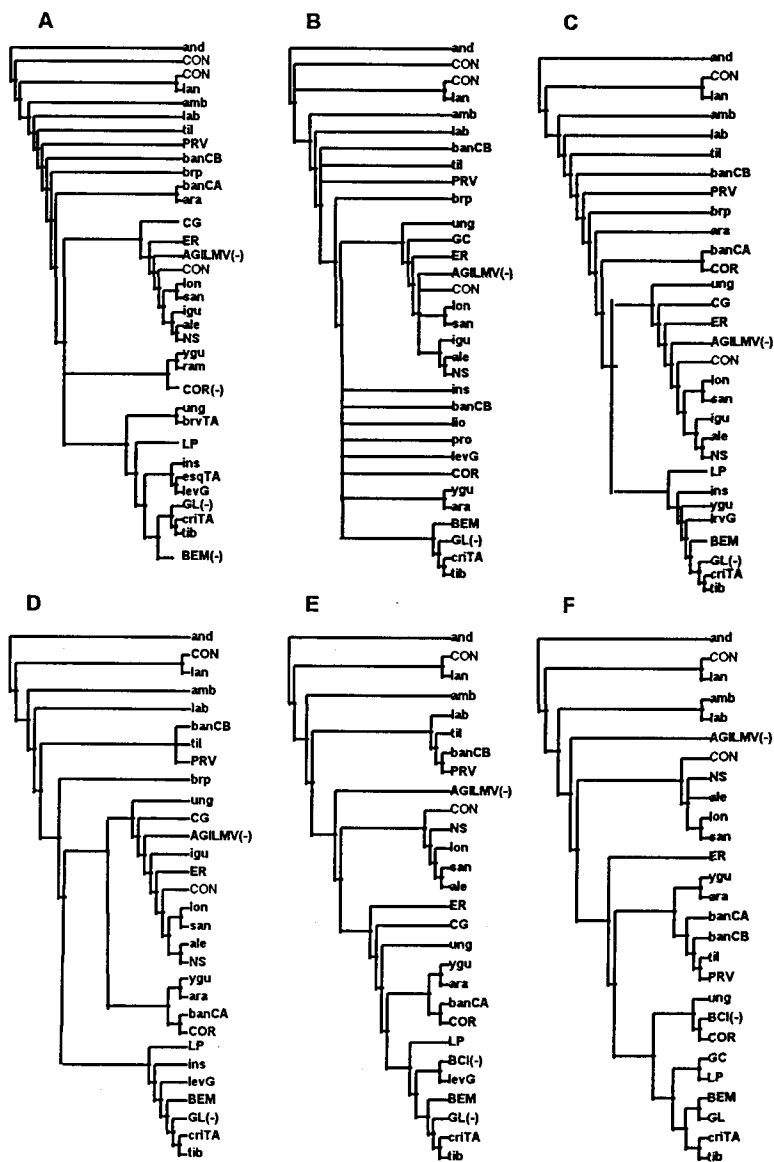 A
and
CON
CON
lan
amb
lab
til
PRV
banCB
brp
banCA
ara
CG
ER
AGILMV(-)
CON
lon
san
igu
ale
NS
ygu
ram
COR(-)
ung
brvTA
LP
ins
esqTA
levG
GL(-)
criTA
tib
BEM(-)
B
and
CON
CON
lan
amb
lab
banCB
til
PRV
brp
ung
GC
ER
AGILMV(-)
CON
lon
san
igu
ale
NS
ins
banCB
lio
pro
levG
COR
ygu
ara
BEM
GL(-)
criTA
tib
C
and
CON
lan
amb
lab
til
banCB
PRV
brp
ara
banCA
COR
ung
CG
ER
AGILMV(-)
CON
lon
san
igu
ale
NS
LP
ins
ygu
BEM
GL(-)
criTA
tib
D
and
CON
lan
amb
lab
banCB
til
PRV
brp
ung
CG
AGILMV(-)
igu
ER
CON
lon
san
ale
NS
ygu
ara
banCA
COR
LP
ins
levG
BEM
GL(-)
criTA
tib
E
and
CON
lan
amb
lab
til
banCB
PRV
AGILMV(-)
CON
NS
lon
san
ale
ER
CG
ung
ygu
ara
banCA
COR
LP
BCI(-)
levG
BEM
GL(-)
criTA
tib
F
and
CON
lan
amb
lab
AGILMV(-)
CON
NS
ale
lon
san
ER
ygu
ara
banCA
banCB
til
PRV
ung
BCI(-)
COR
GC
LP
BEM
GL
criTA
tib